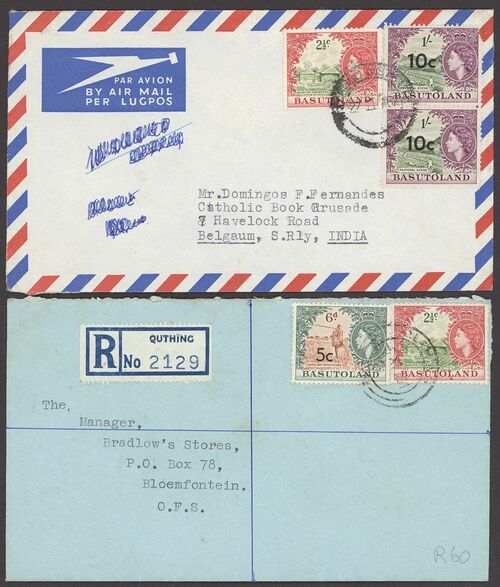 PAR AVION
BY AIR MAIL
PER LUGPOS
2½c
BASUTOLAND
1/-
10c
1/-
10c
BASUTOLAND
Mr.Domingos F.Fernandes
Catholic Book Crusade
7 Havelock Road
Belgaum, S.Rly, INDIA
R
QUTHING
No 2129
6d
5c
BASUTOLAND
2½c
BASUTOLAND
The,
Manager,
Bradlow's Stores,
P.O. Box 78,
Bloemfontein.
O.F.S.
R60